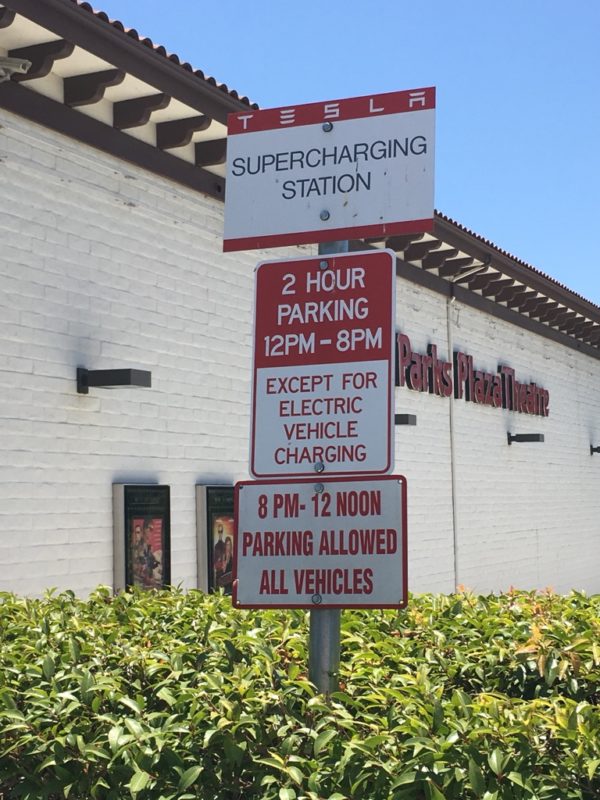 TESLA
SUPERCHARGING
STATION
2 HOUR
PARKING
12PM – 8PM
EXCEPT FOR
ELECTRIC
VEHICLE
CHARGING
8 PM- 12 NOON
PARKING ALLOWED
ALL VEHICLES
Parks Plaza Theatre